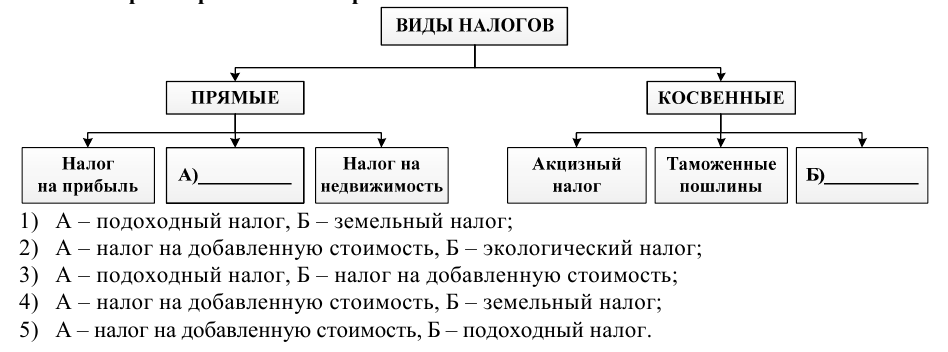 ВИДЫ НАЛОГОВ
ПРЯМЫЕ
КОСВЕННЫЕ
Налог
на прибыль
А)__________
Налог на
недвижимость
Акцизный
налог
Таможенные
пошлины
Б)__________
1) А – подоходный налог, Б – земельный налог;
2) А – налог на добавленную стоимость, Б – экологический налог;
3) А – подоходный налог, Б – налог на добавленную стоимость;
4) А – налог на добавленную стоимость, Б – земельный налог;
5) А – налог на добавленную стоимость, Б – подоходный налог.